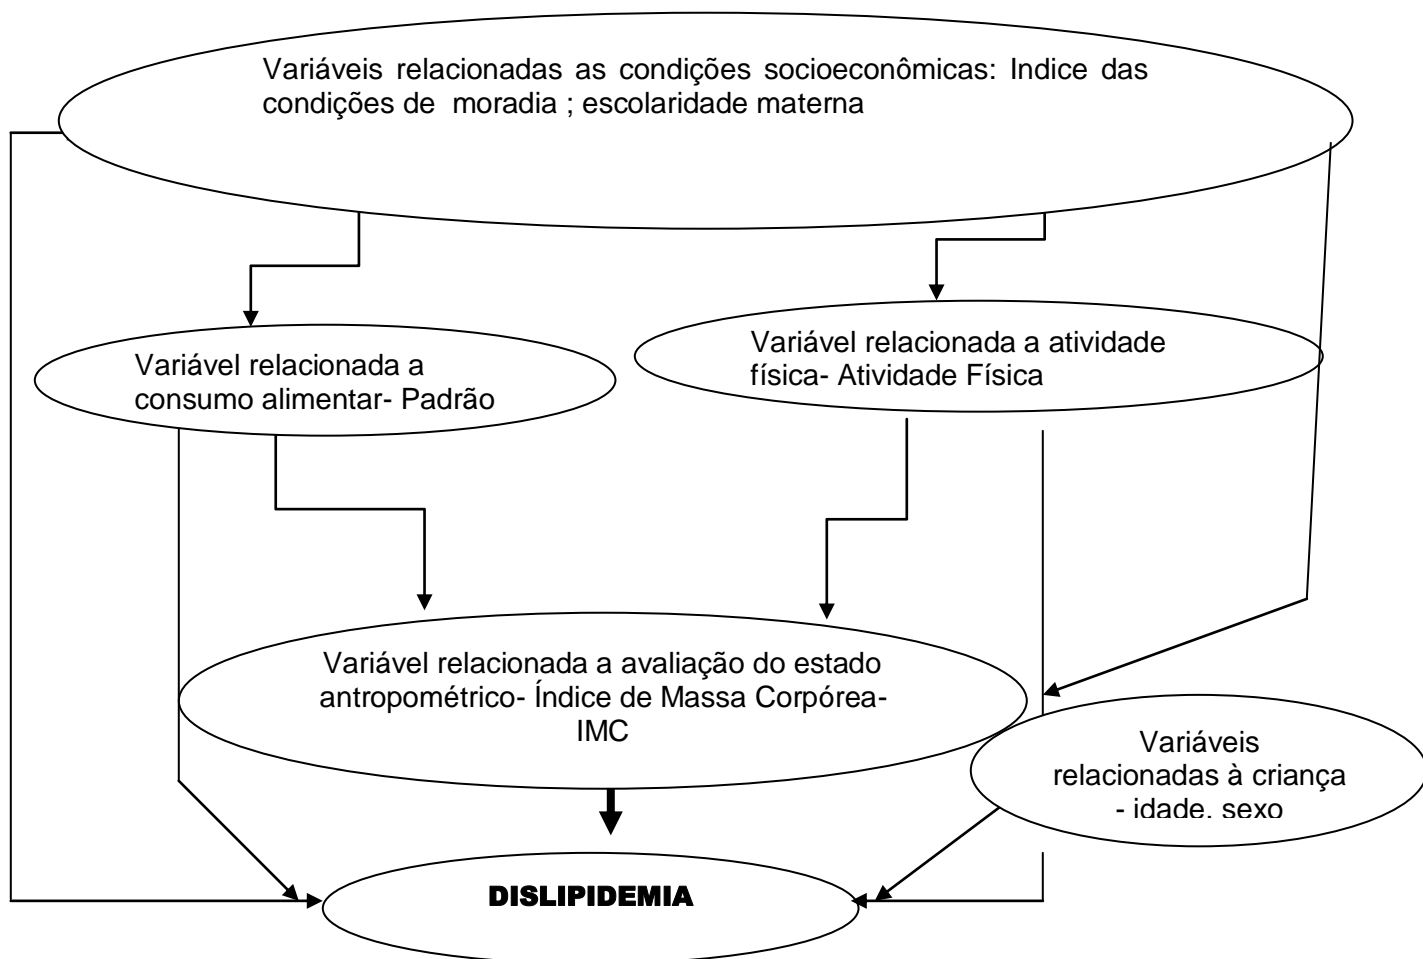 Variáveis relacionadas as condições socioeconômicas: Indice das
condições de moradia ; escolaridade materna
Variável relacionada a
consumo alimentar- Padrão
Variável relacionada a atividade
física- Atividade Física
Variável relacionada a avaliação do estado
antropométrico- Índice de Massa Corpórea-
IMC
Variáveis
relacionadas à criança
- idade, sexo
DISLIPIDEMIA